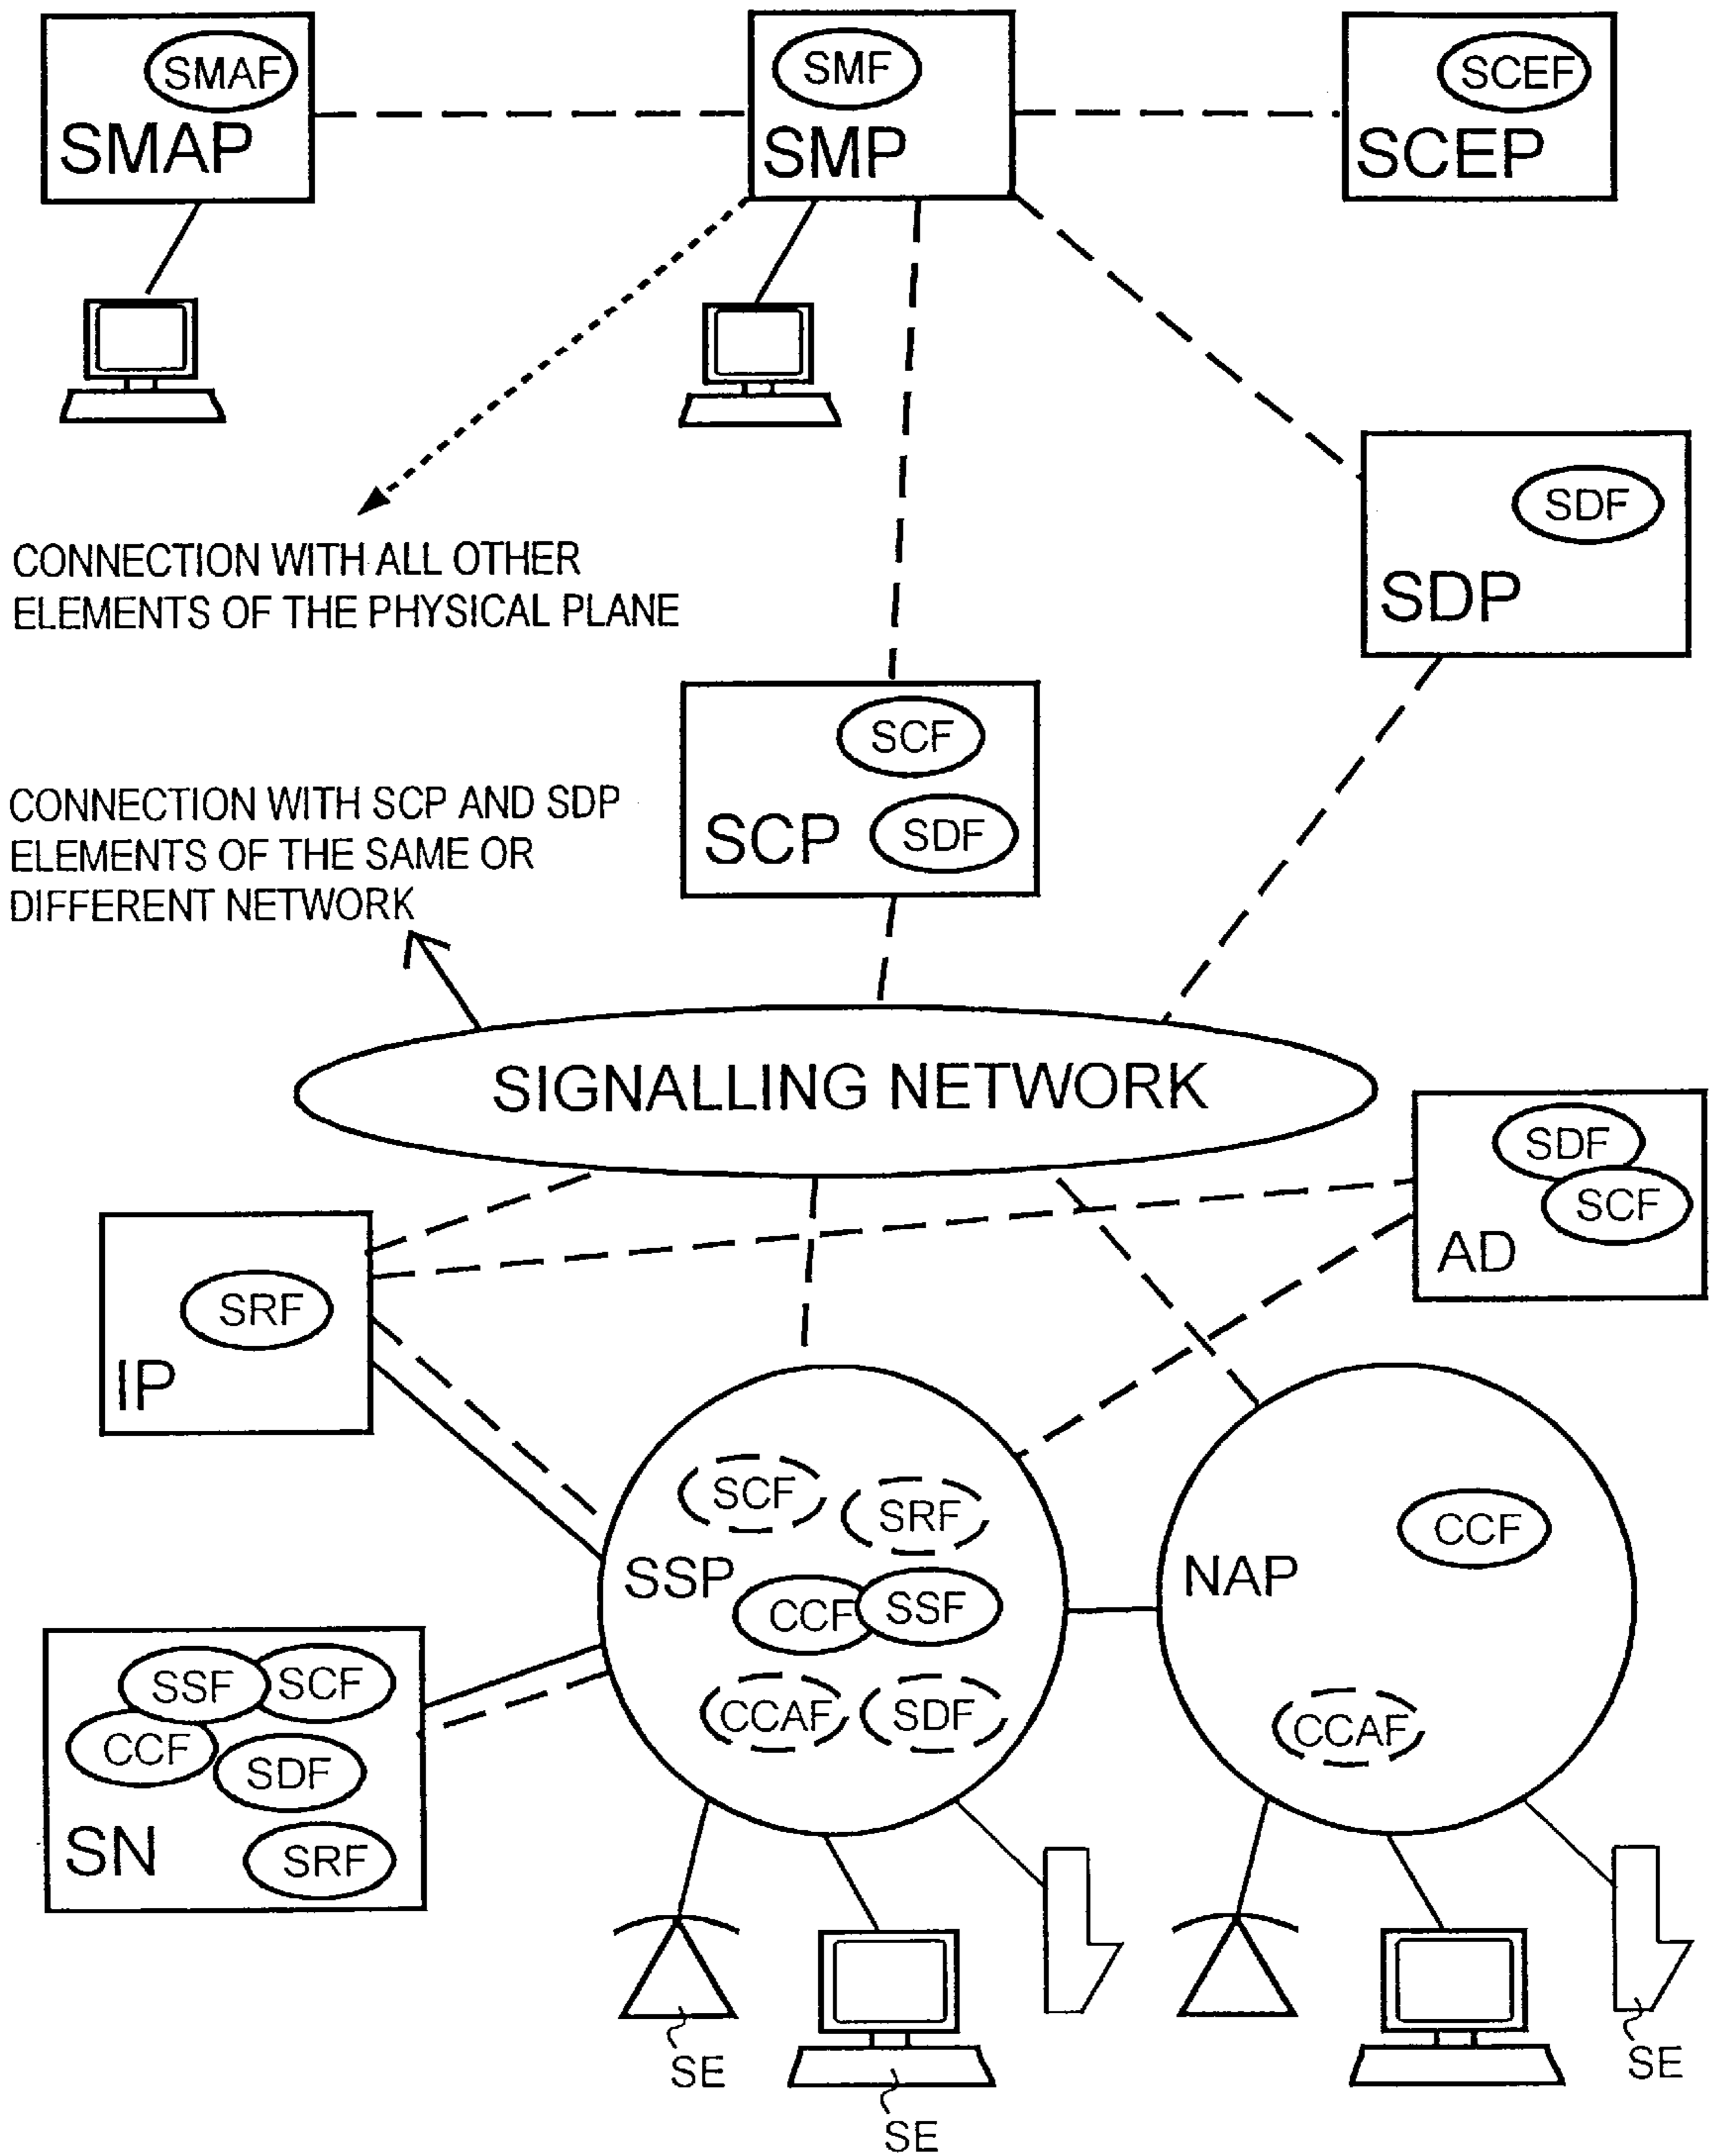 SMAF
SMAP
SMF
SMP
SCEF
SCEP
CONNECTION WITH ALL OTHER
ELEMENTS OF THE PHYSICAL PLANE
SDF
SDP
SCF
SDF
SCP
CONNECTION WITH SCP AND SDP
ELEMENTS OF THE SAME OR
DIFFERENT NETWORK
SIGNALLING NETWORK
SDF
SCF
AD
SRF
IP
SCF
SRF
SSP
CCF
SSF
CCAF
SDF
CCF
NAP
CCAF
SSF
SCF
CCF
SDF
SN
SRF
SE
SE
SE